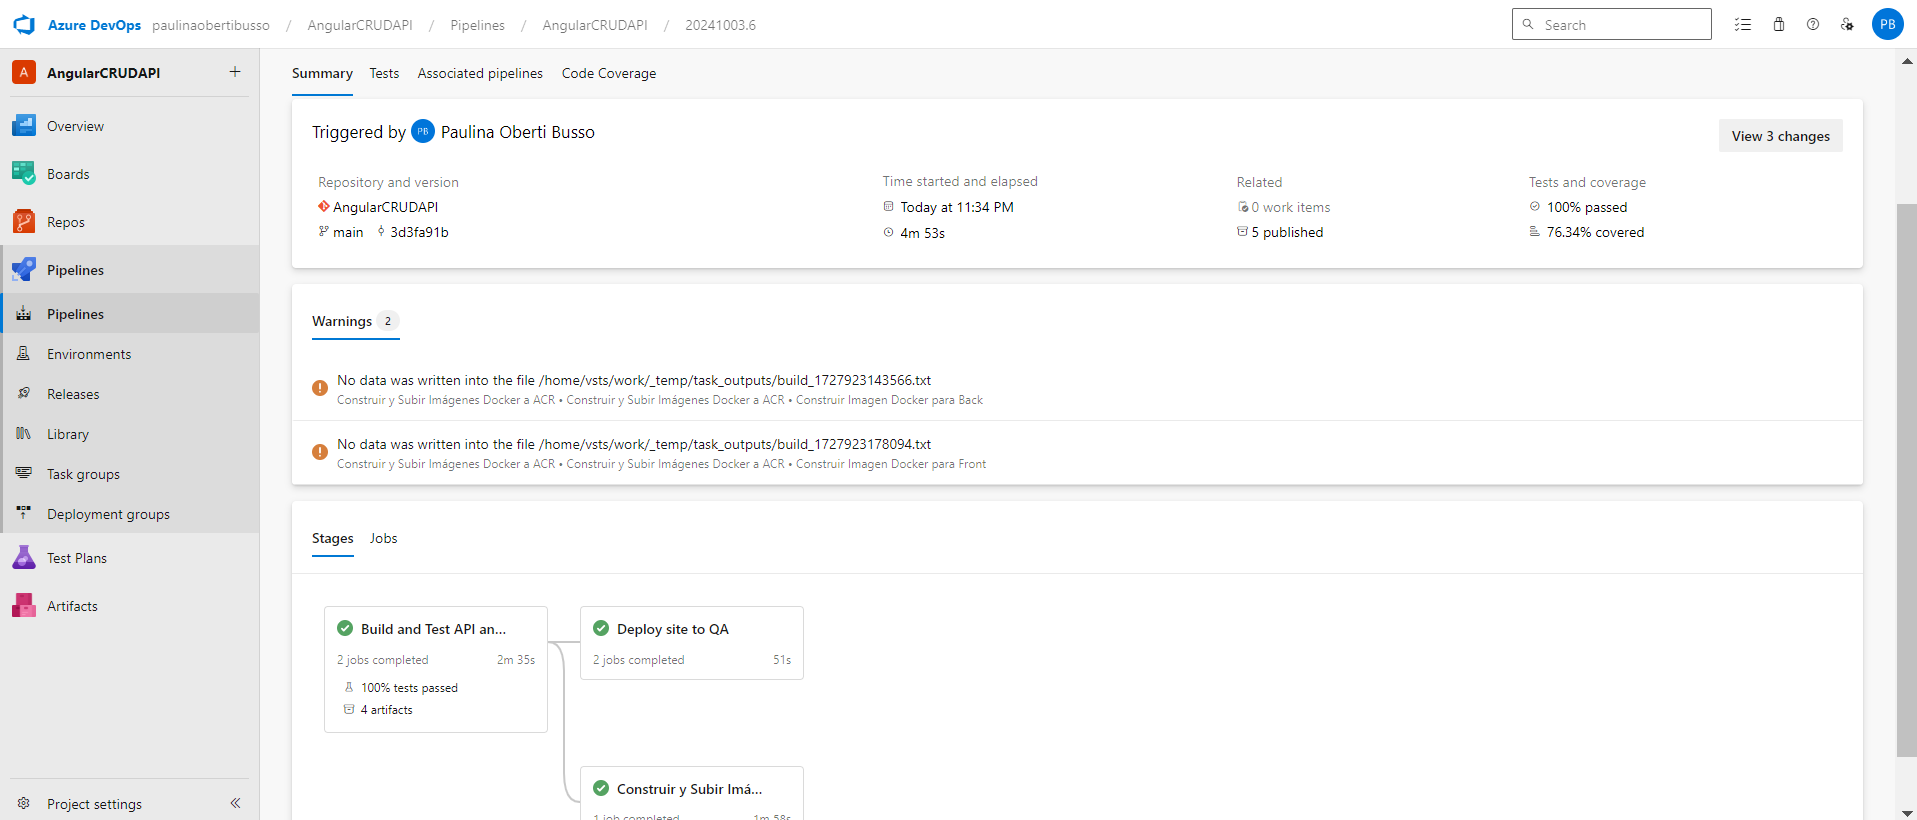 Azure DevOps paulinaobertibusso / AngularCRUDAPI / Pipelines / AngularCRUDAPI / 20241003.6
Search
PB
A AngularCRUDAPI +
Overview
Boards
Repos
Pipelines
Pipelines
Environments
Releases
Library
Task groups
Deployment groups
Test Plans
Artifacts
Project settings
Summary Tests Associated pipelines Code Coverage
Triggered by PB Paulina Oberti Busso
View 3 changes
Repository and version
AngularCRUDAPI
main 3d3fa91b
Time started and elapsed
Today at 11:34 PM
4m 53s
Related
0 work items
5 published
Tests and coverage
100% passed
76.34% covered
Warnings 2
No data was written into the file /home/vsts/work/_temp/task_outputs/build_1727923143566.txt
Construir y Subir Imágenes Docker a ACR • Construir y Subir Imágenes Docker a ACR • Construir Imagen Docker para Back
No data was written into the file /home/vsts/work/_temp/task_outputs/build_1727923178094.txt
Construir y Subir Imágenes Docker a ACR • Construir y Subir Imágenes Docker a ACR • Construir Imagen Docker para Front
Stages Jobs
Build and Test API an...
2 jobs completed 2m 35s
100% tests passed
4 artifacts
Deploy site to QA
2 jobs completed 51s
Construir y Subir Imá...
1 job completed 1m 58s